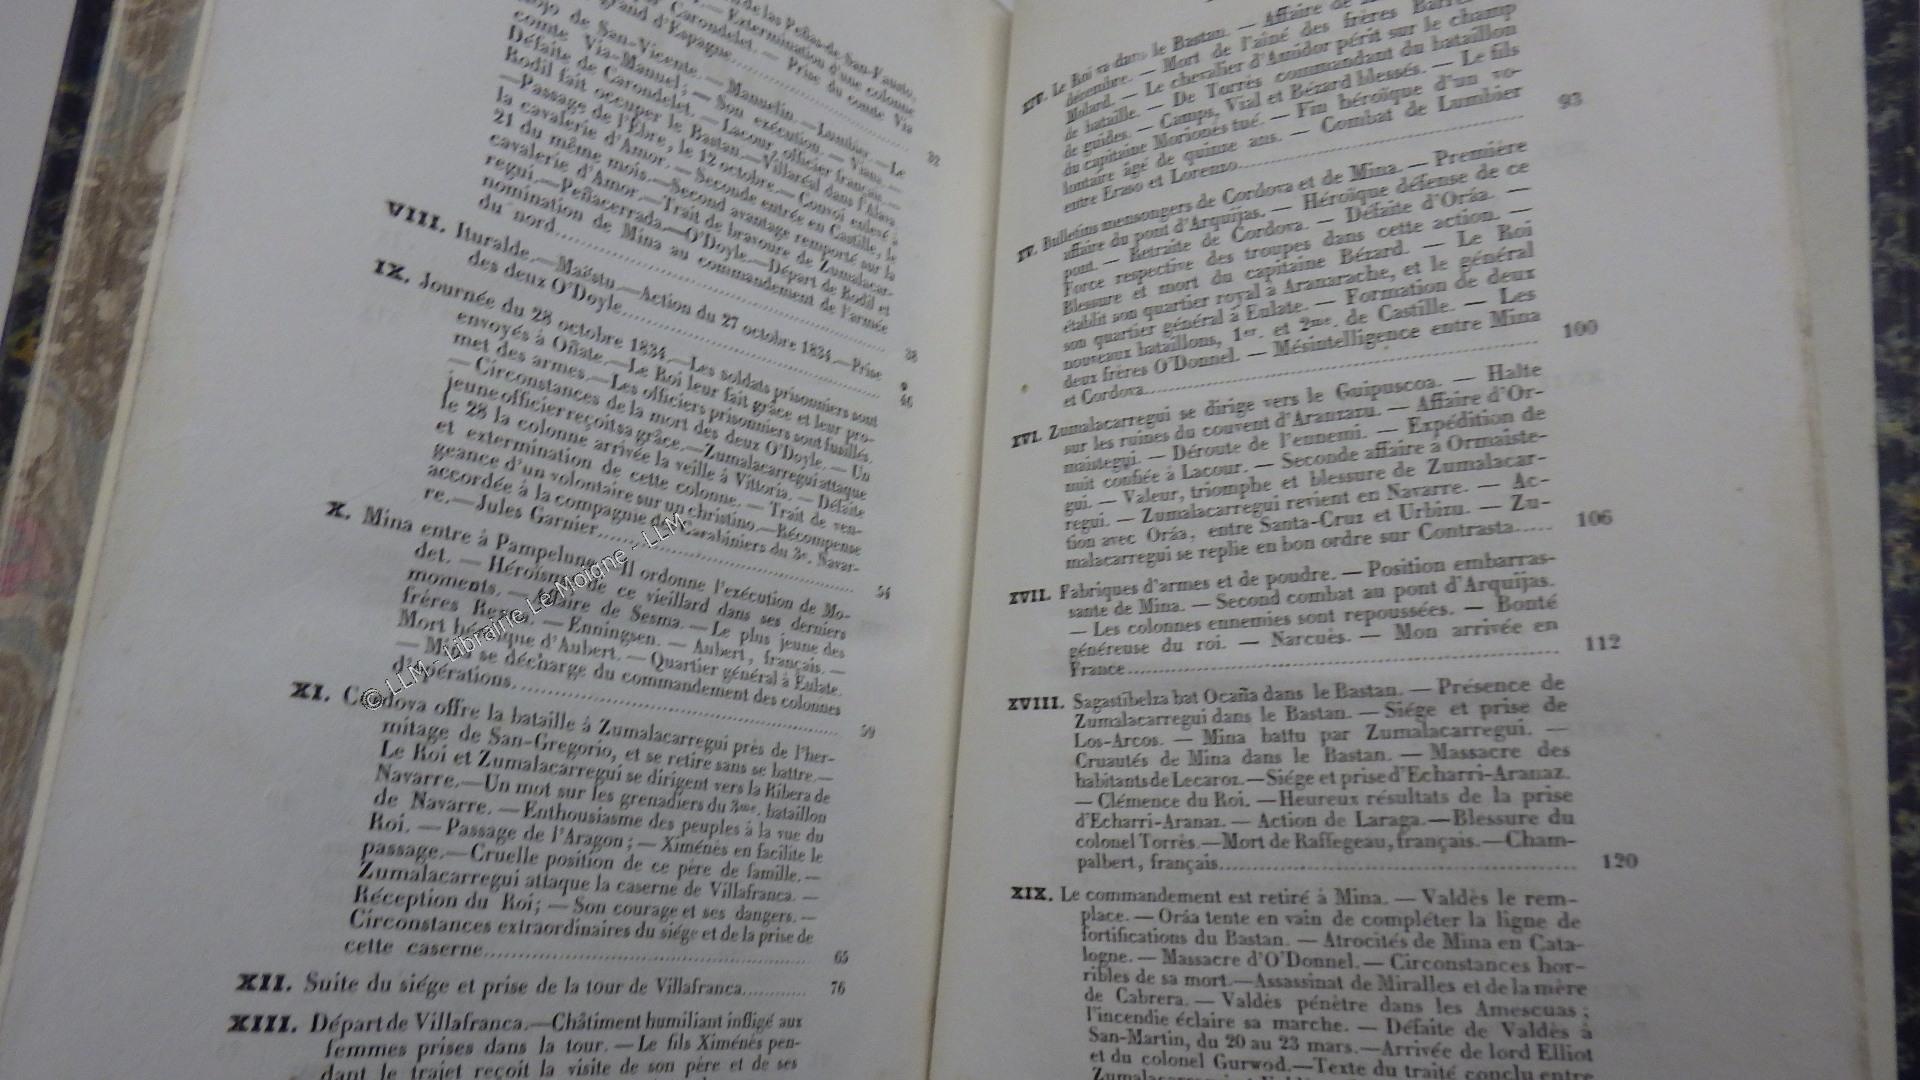 de las Peñas-de San-Fausto,
Extermination d'une colonne
par Carondelet. — Prise du comte Via
grand d'Espagne 32
de San-Vicente. — Manuelin. — Lumbier. — Le
comte Via-Manuel; — Son exécution. — Viana. —
Défaite de Carondelet. — Lacour, officier français. —
Rodil fait occuper le Bastan. — Villaréal dans l'Alava.
— Passage de l'Ebre, le 12 octobre. — Convoi enlevé à
la cavalerie d'Amor. — Seconde entrée en Castille, le
21 du même mois. — Second avantage remporté sur la
cavalerie d'Amor. — Trait de bravoure de Zumalacar-
regui. — Peñacerrada. — O'Doyle. — Départ de Rodil et
nomination de Mina au commandement de l'armée
du nord 38
VIII. Ituralde. — Maëstu. — Action du 27 octobre 1834. — Prise
des deux O'Doyle 46
IX. Journée du 28 octobre 1834. — Les soldats prisonniers sont
envoyés à Oñate. — Le Roi leur fait grâce et leur pro-
met des armes. — Les officiers prisonniers sont fusillés.
— Circonstances de la mort des deux O'Doyle. — Un
jeune officier reçoit sa grâce. — Zumalacarregui attaque
le 28 la colonne arrivée la veille à Vittoria. — Défaite
et extermination de cette colonne. — Trait de ven-
geance d'un volontaire sur un christino. — Récompense
accordée à la compagnie de Carabiniers du 3e. Navar-
re. — Jules Garnier 54
X. Mina entre à Pampelune. — Il ordonne l'exécution de Mo-
det. — Héroïsme de ce vieillard dans ses derniers
moments. — Affaire de Sesma. — Le plus jeune des
frères — Enningsen. — Aubert, français. —
Mort héroïque d'Aubert. — Quartier général à Eulate.
— Mina se décharge du commandement des colonnes
d'opérations 59
XI. Cordova offre la bataille à Zumalacarregui près de l'her-
mitage de San-Gregorio, et se retire sans se battre. —
Le Roi et Zumalacarregui se dirigent vers la Ribera de
Navarre. — Un mot sur les grenadiers du 3me. bataillon
de Navarre. — Enthousiasme des peuples à la vue du
Roi. — Passage de l'Aragon; — Ximénès en facilite le
passage. — Cruelle position de ce père de famille. —
Zumalacarregui attaque la caserne de Villafranca. —
Réception du Roi; — Son courage et ses dangers. —
Circonstances extraordinaires du siége et de la prise de
cette caserne 65
XII. Suite du siége et prise de la tour de Villafranca 76
XIII. Départ de Villafranca. — Châtiment humiliant infligé aux
femmes prises dans la tour. — Le fils Ximénès pen-
dant le trajet reçoit la visite de son père et de ses
© LLM - Librairie Le Moigne - LLM
XIV. Le Roi va dans le Bastan. — Affaire de
décembre. — Mort de l'aîné des frères
Molard. — Le chevalier d'Amidor périt sur le champ
de bataille. — De Torrès commandant du bataillon
de guides. — Camps, Vial et Bézard blessés. — Le fils
du capitaine Morionès tué. — Fin héroïque d'un vo-
lontaire âgé de quinze ans. — Combat de Lumbier
entre Eraso et Lorenzo 93
XV. Bulletins mensongers de Cordova et de Mina. — Première
affaire du pont d'Arquijas. — Héroïque défense de ce
pont. — Retraite de Cordova. — Défaite d'Oráa. —
Force respective des troupes dans cette action. —
Blessure et mort du capitaine Bézard. — Le Roi
établit son quartier royal à Aranarache, et le général
son quartier général à Eulate. — Formation de deux
nouveaux bataillons, 1er. et 2me. de Castille. — Les
deux frères O'Donnel. — Mésintelligence entre Mina
et Cordova 100
XVI. Zumalacarregui se dirige vers le Guipuscoa. — Halte
sur les ruines du couvent d'Aranzazu. — Affaire d'Or-
maistegui. — Déroute de l'ennemi. — Expédition de
nuit confiée à Lacour. — Seconde affaire à Ormaiste-
gui. — Valeur, triomphe et blessure de Zumalacar-
regui. — Zumalacarregui revient en Navarre. — Ac-
tion avec Oráa, entre Santa-Cruz et Urbizu. — Zu-
malacarregui se replie en bon ordre sur Contrasta 106
XVII. Fabriques d'armes et de poudre. — Position embarras-
sante de Mina. — Second combat au pont d'Arquijas.
— Les colonnes ennemies sont repoussées. — Bonté
généreuse du roi. — Narcuès. — Mon arrivée en
France 112
XVIII. Sagastibelza bat Ocaña dans le Bastan. — Présence de
Zumalacarregui dans le Bastan. — Siége et prise de
Los-Arcos. — Mina battu par Zumalacarregui. —
Cruautés de Mina dans le Bastan. — Massacre des
habitants de Lecaroz. — Siége et prise d'Echarri-Aranaz.
— Clémence du Roi. — Heureux résultats de la prise
d'Echarri-Aranaz. — Action de Laraga. — Blessure du
colonel Torrès. — Mort de Raffegeau, français. — Cham-
palbert, français 120
XIX. Le commandement est retiré à Mina. — Valdès le rem-
place. — Oráa tente en vain de compléter la ligne de
fortifications du Bastan. — Atrocités de Mina en Cata-
logne. — Massacre d'O'Donnel. — Circonstances hor-
ribles de sa mort. — Assassinat de Miralles et de la mère
de Cabrera. — Valdès pénètre dans les Amescuas;
l'incendie éclaire sa marche. — Défaite de Valdès à
San-Martin, du 20 au 23 mars. — Arrivée de lord Elliot
et du colonel Gurwod. — Texte du traité conclu entre